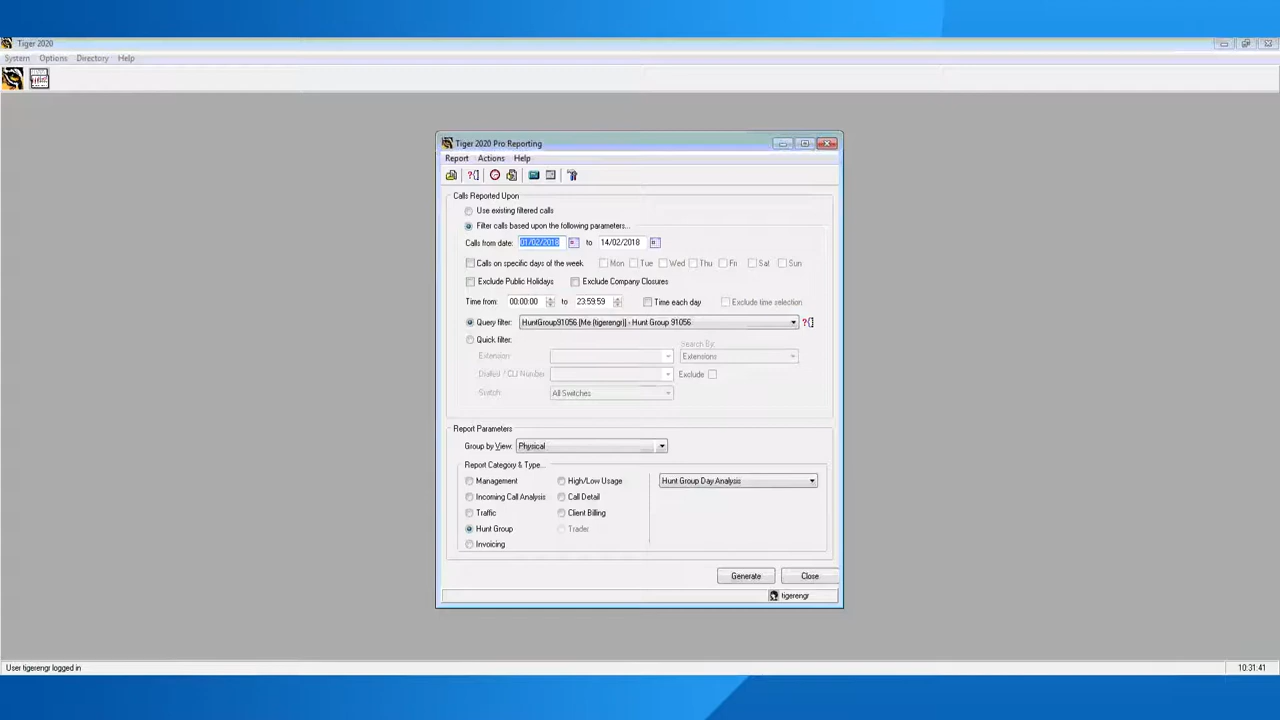 Tiger 2020
System Options Directory Help
Tiger 2020 Pro Reporting
Report Actions Help
Calls Reported Upon
Use existing filtered calls
Filter calls based upon the following parameters...
Calls from date: 01/02/2018 to 14/02/2018
Calls on specific days of the week Mon Tue Wed Thu Fri Sat Sun
Exclude Public Holidays Exclude Company Closures
Time from: 00:00:00 to 23:59:59 Time each day Exclude time selection
Query filter: HuntGroup91056 [Me (tigerengr)] - Hunt Group 91056
Quick filter: Search By:
Extension: Extensions
Dialled / CLI Number: Exclude
Switch: All Switches
Report Parameters
Group by View: Physical
Report Category & Type...
Management High/Low Usage Hunt Group Day Analysis
Incoming Call Analysis Call Detail
Traffic Client Billing
Hunt Group Trader
Invoicing
Generate Close
tigerengr
User tigerengr logged in 10:31:41